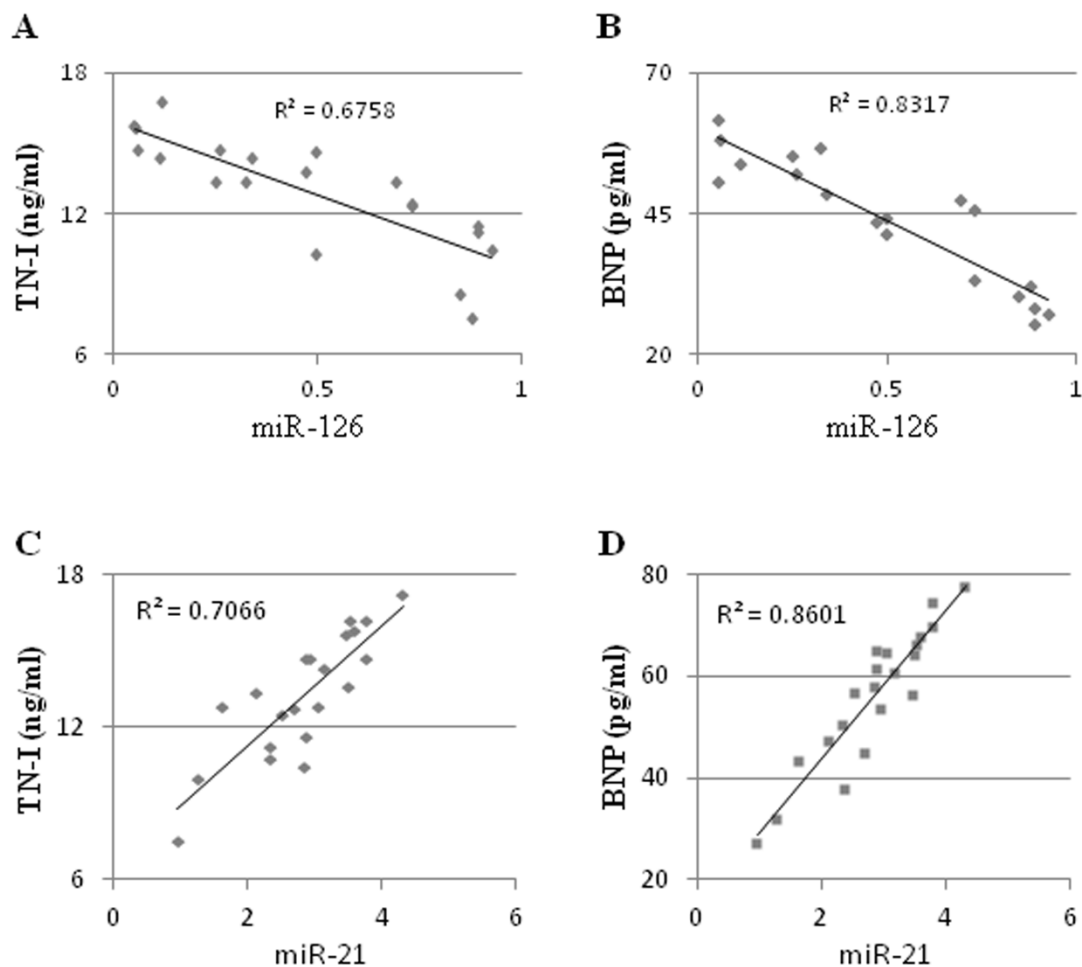 A
18
12
6
TN-I (ng/ml)
R² = 0.6758
0 0.5 1
miR-126
B
70
45
20
BNP (pg/ml)
R² = 0.8317
0 0.5 1
miR-126
C
18
12
6
TN-I (ng/ml)
R² = 0.7066
0 2 4 6
miR-21
D
80
60
40
20
BNP (pg/ml)
R² = 0.8601
0 2 4 6
miR-21